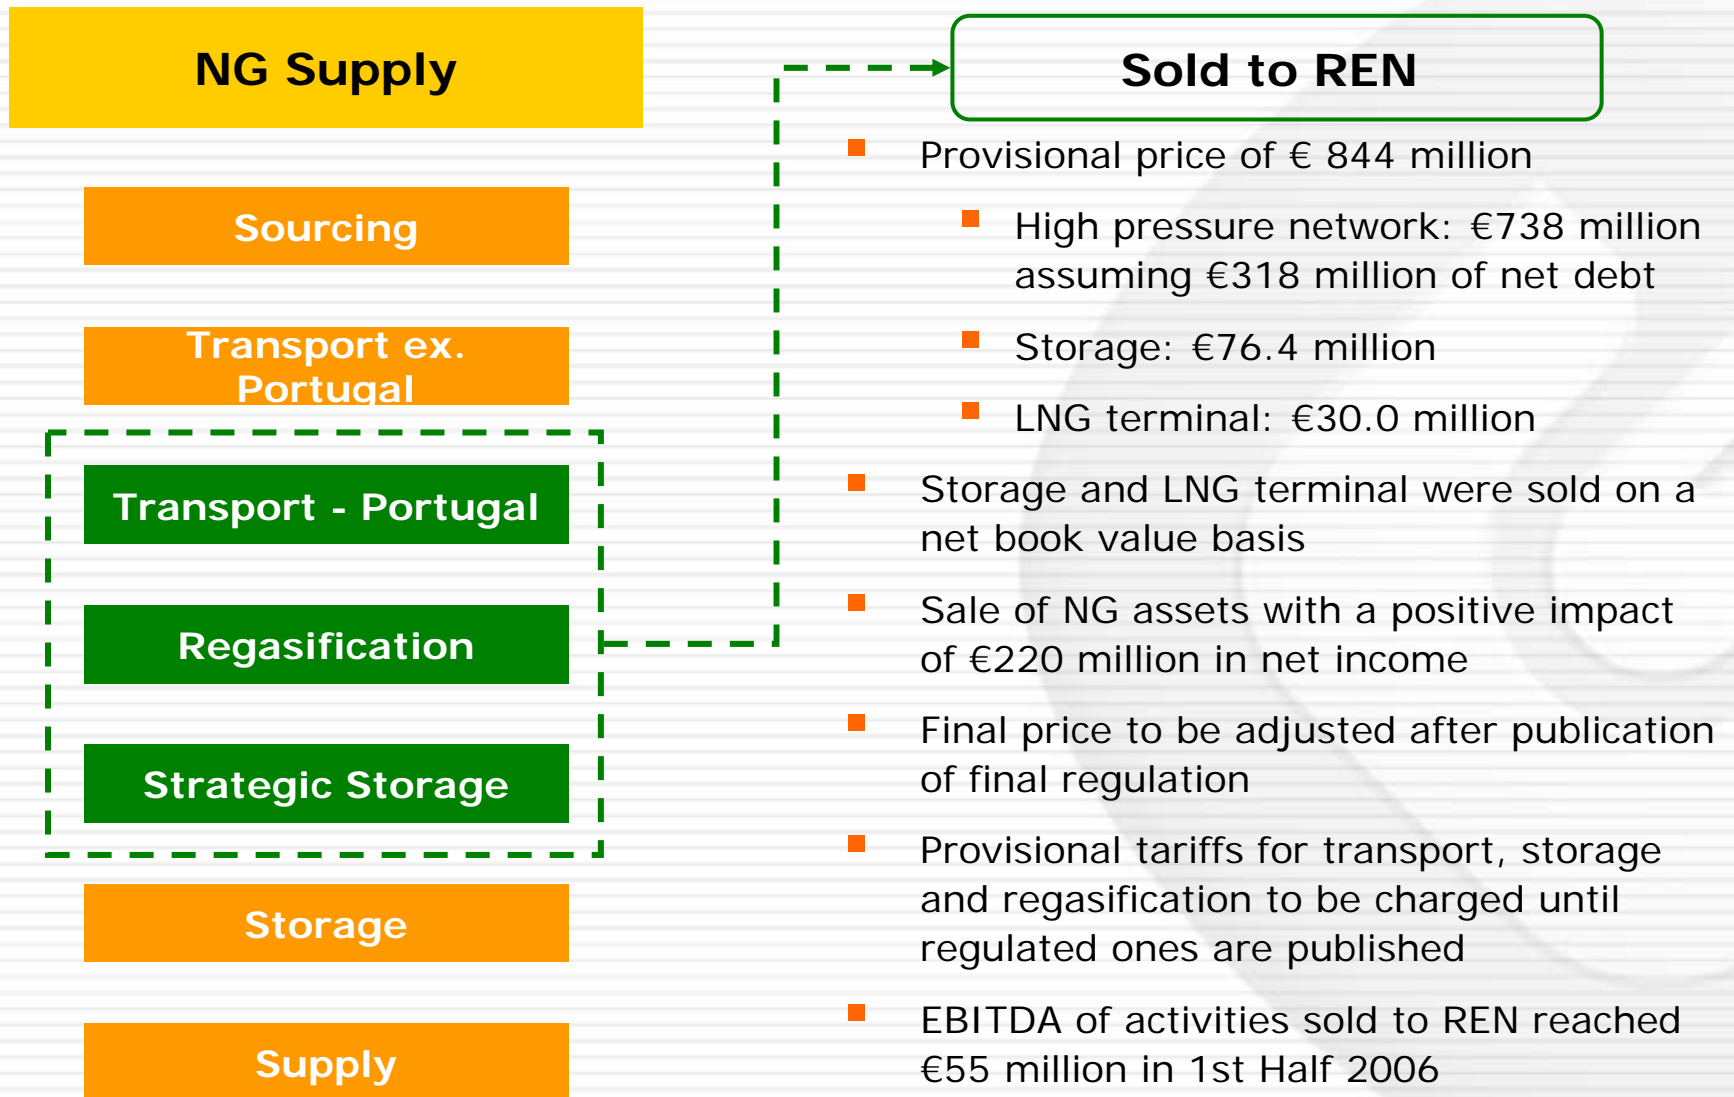 NG Supply
Sourcing
Transport ex.
Portugal
Transport - Portugal
Regasification
Strategic Storage
Storage
Supply
Sold to REN
Provisional price of € 844 million
High pressure network: €738 million
assuming €318 million of net debt
Storage: €76.4 million
LNG terminal: €30.0 million
Storage and LNG terminal were sold on a
net book value basis
Sale of NG assets with a positive impact
of €220 million in net income
Final price to be adjusted after publication
of final regulation
Provisional tariffs for transport, storage
and regasification to be charged until
regulated ones are published
EBITDA of activities sold to REN reached
€55 million in 1st Half 2006